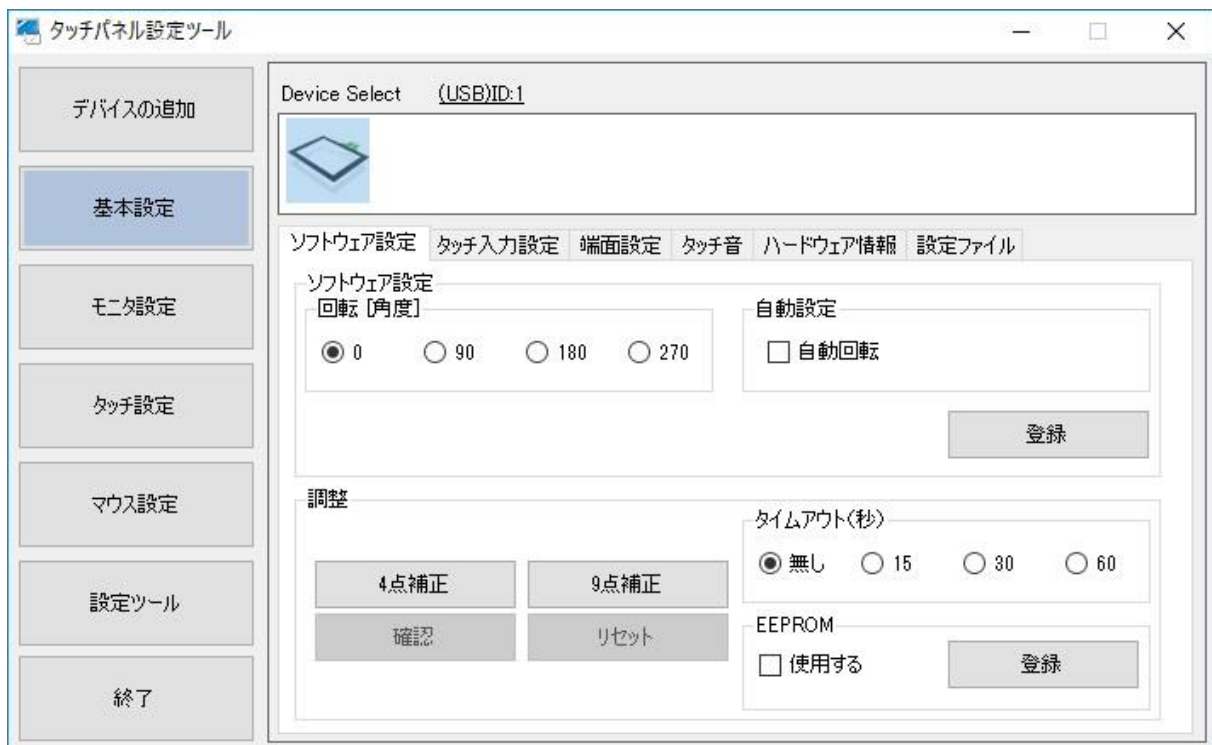 タッチパネル設定ツール
デバイスの追加
基本設定
モニタ設定
タッチ設定
マウス設定
設定ツール
終了
Device Select (USB)ID:1
ソフトウェア設定 タッチ入力設定 端面設定 タッチ音 ハードウェア情報 設定ファイル
ソフトウェア設定
回転 [角度]
0 90 180 270
自動設定
自動回転
登録
調整
4点補正 9点補正
確認 リセット
タイムアウト(秒)
無し 15 30 60
EEPROM
使用する 登録